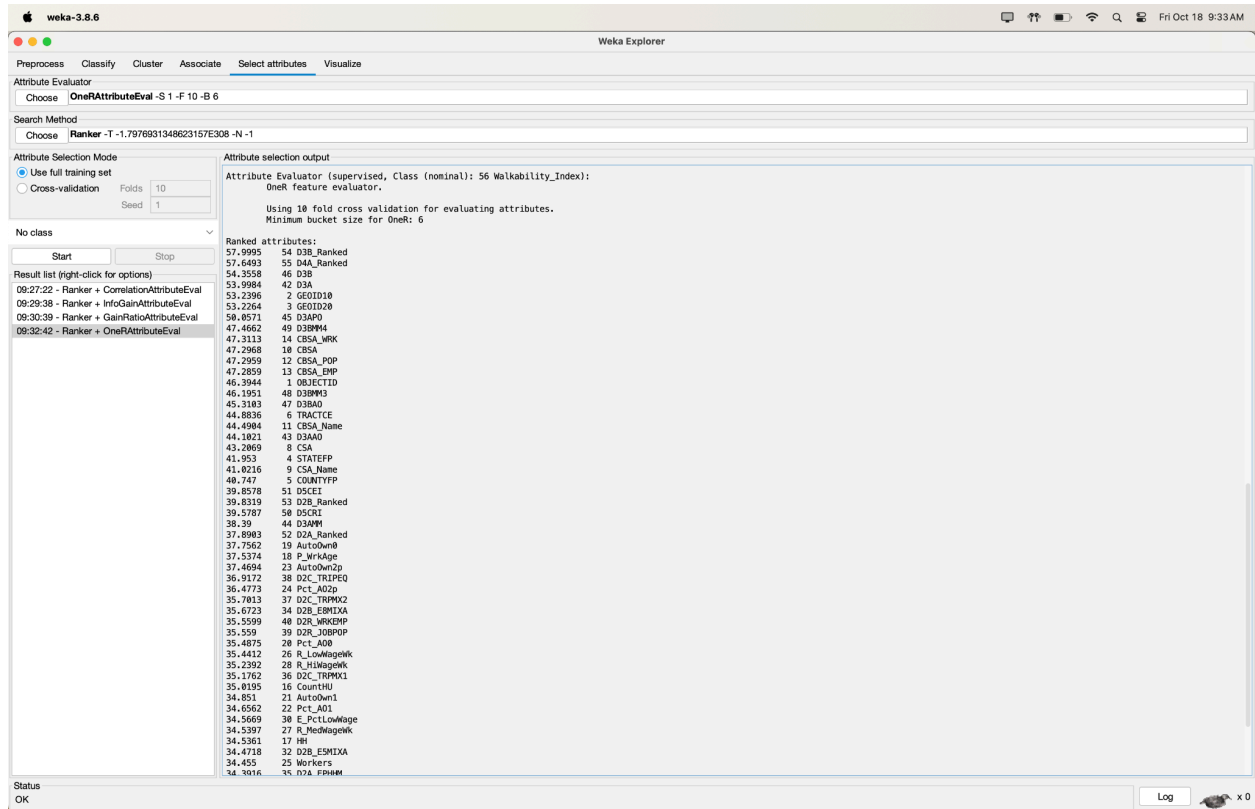 weka-3.8.6
Fri Oct 18 9:33 AM
Weka Explorer
Preprocess Classify Cluster Associate Select attributes Visualize
Attribute Evaluator
Choose OneRAttributeEval -S 1 -F 10 -B 6
Search Method
Choose Ranker -T -1.7976931348623157E308 -N -1
Attribute Selection Mode
Use full training set
Cross-validation Folds 10
Seed 1
No class
Start Stop
Result list (right-click for options)
09:27:22 - Ranker + CorrelationAttributeEval
09:29:38 - Ranker + InfoGainAttributeEval
09:30:39 - Ranker + GainRatioAttributeEval
09:32:42 - Ranker + OneRAttributeEval
Attribute selection output
Attribute Evaluator (supervised, Class (nominal): 56 Walkability_Index):
OneR feature evaluator.
Using 10 fold cross validation for evaluating attributes.
Minimum bucket size for OneR: 6
Ranked attributes:
57.9995 54 D3B_Ranked
57.6493 55 D4A_Ranked
54.3558 46 D3B
53.9984 42 D3A
53.2396 2 GEOID10
53.2264 3 GEOID20
50.0571 45 D3APO
47.4662 49 D3BMM4
47.3113 14 CBSA_WRK
47.2968 10 CBSA
47.2959 12 CBSA_POP
47.2859 13 CBSA_EMP
46.3944 1 OBJECTID
46.1951 48 D3BMM3
45.3103 47 D3BAO
44.8836 6 TRACTCE
44.4904 11 CBSA_Name
44.1021 43 D3AAO
43.2069 8 CSA
41.953 4 STATEFP
41.0216 9 CSA_Name
40.747 5 COUNTYFP
39.8578 51 D5CEI
39.8319 53 D2B_Ranked
39.5787 50 D5CRI
38.39 44 D3AMM
37.8903 52 D2A_Ranked
37.7562 19 AutoOwn0
37.5374 18 P_WrkAge
37.4694 23 AutoOwn2p
36.9172 38 D2C_TRIPEQ
36.4773 24 Pct_AO2p
35.7013 37 D2C_TRPMX2
35.6723 34 D2B_E8MIXA
35.5599 40 D2R_WRKEMP
35.559 39 D2R_JOBPOP
35.4875 20 Pct_AO0
35.4412 26 R_LowWageWk
35.2392 28 R_HiWageWk
35.1762 36 D2C_TRPMX1
35.0195 16 CountHU
34.851 21 AutoOwn1
34.6562 22 Pct_AO1
34.5669 30 E_PctLowWage
34.5397 27 R_MedWageWk
34.5361 17 HH
34.4718 32 D2B_E5MIXA
34.455 25 Workers
34.3916 35 D2A_EPHHM
Status
OK
Log x 0